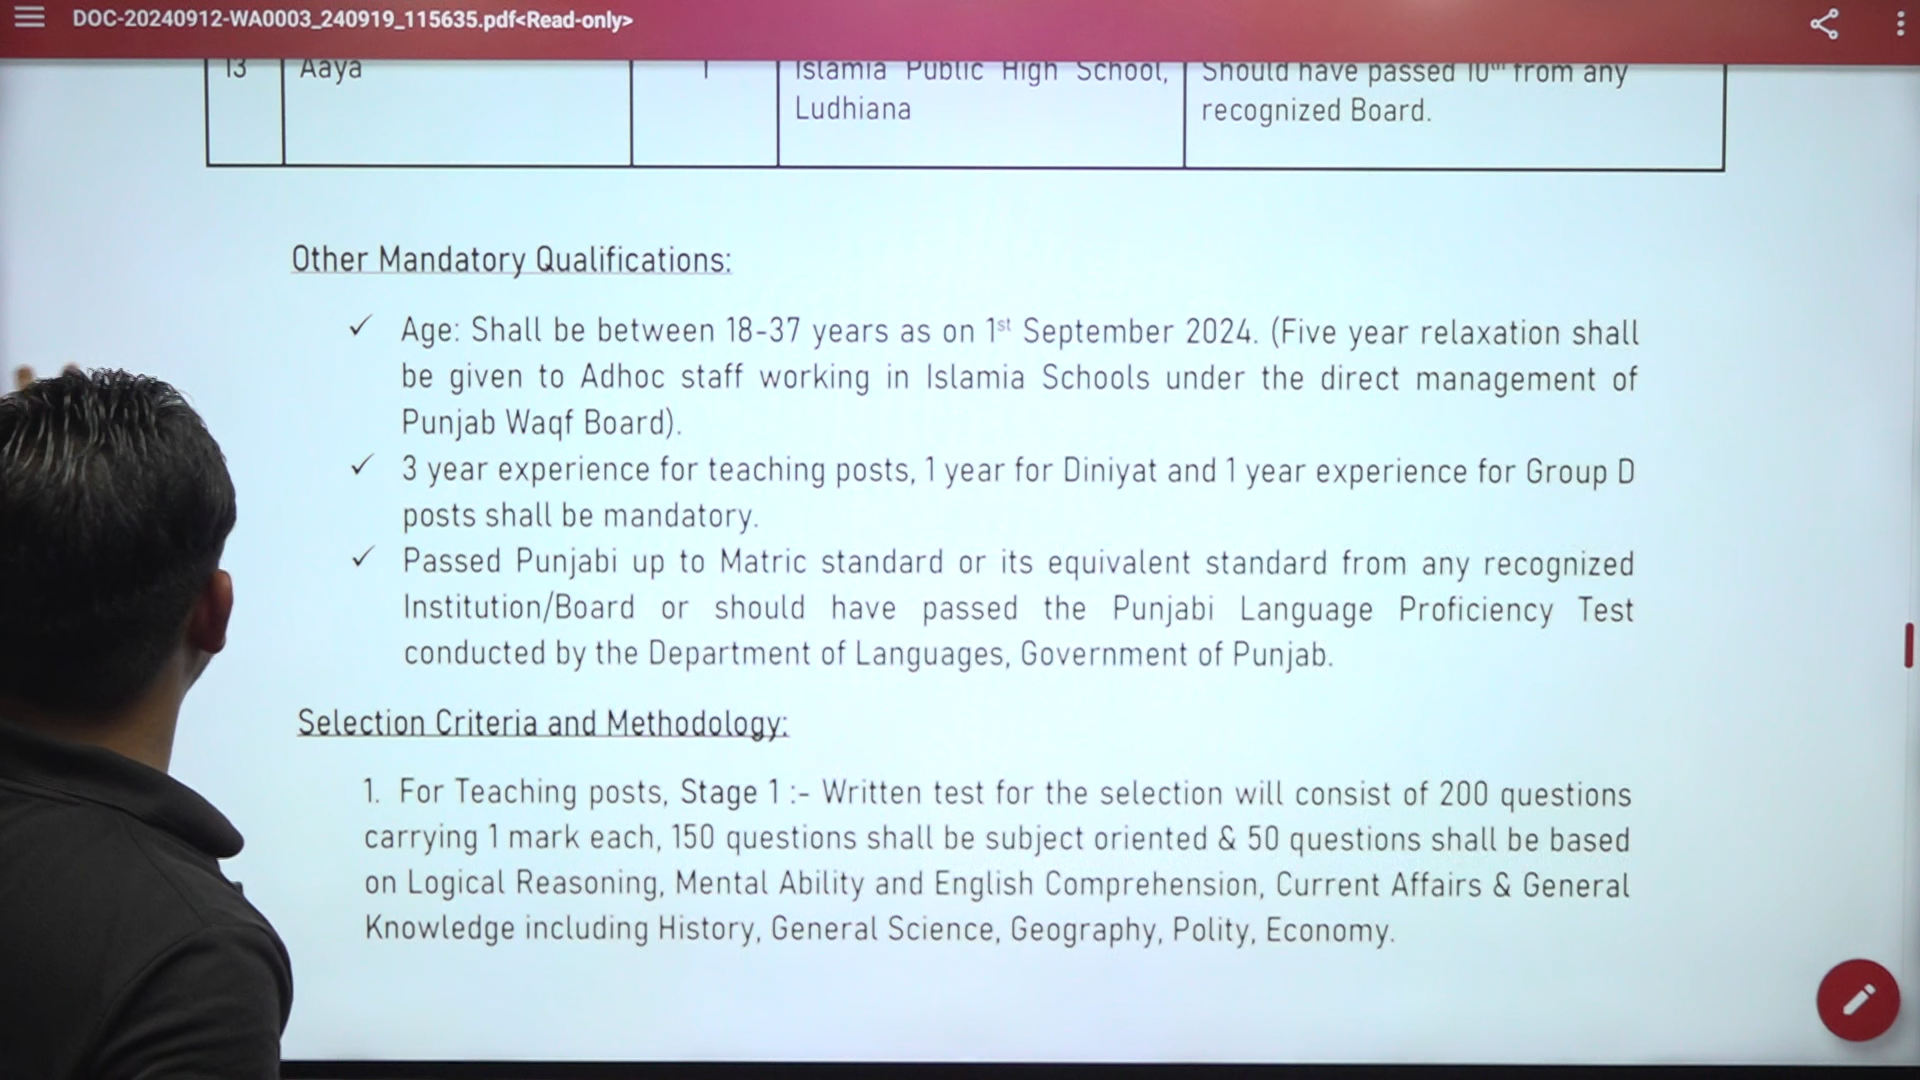 DOC-20240912-WA0003_240919_115635.pdf<Read-only>
13 Aaya 1 Islamia Public High School, Should have passed 10th from any
Ludhiana recognized Board.
Other Mandatory Qualifications:
✓ Age: Shall be between 18-37 years as on 1st September 2024. (Five year relaxation shall
be given to Adhoc staff working in Islamia Schools under the direct management of
Punjab Waqf Board).
✓ 3 year experience for teaching posts, 1 year for Diniyat and 1 year experience for Group D
posts shall be mandatory.
✓ Passed Punjabi up to Matric standard or its equivalent standard from any recognized
Institution/Board or should have passed the Punjabi Language Proficiency Test
conducted by the Department of Languages, Government of Punjab.
Selection Criteria and Methodology:
1. For Teaching posts, Stage 1 :- Written test for the selection will consist of 200 questions
carrying 1 mark each, 150 questions shall be subject oriented & 50 questions shall be based
on Logical Reasoning, Mental Ability and English Comprehension, Current Affairs & General
Knowledge including History, General Science, Geography, Polity, Economy.